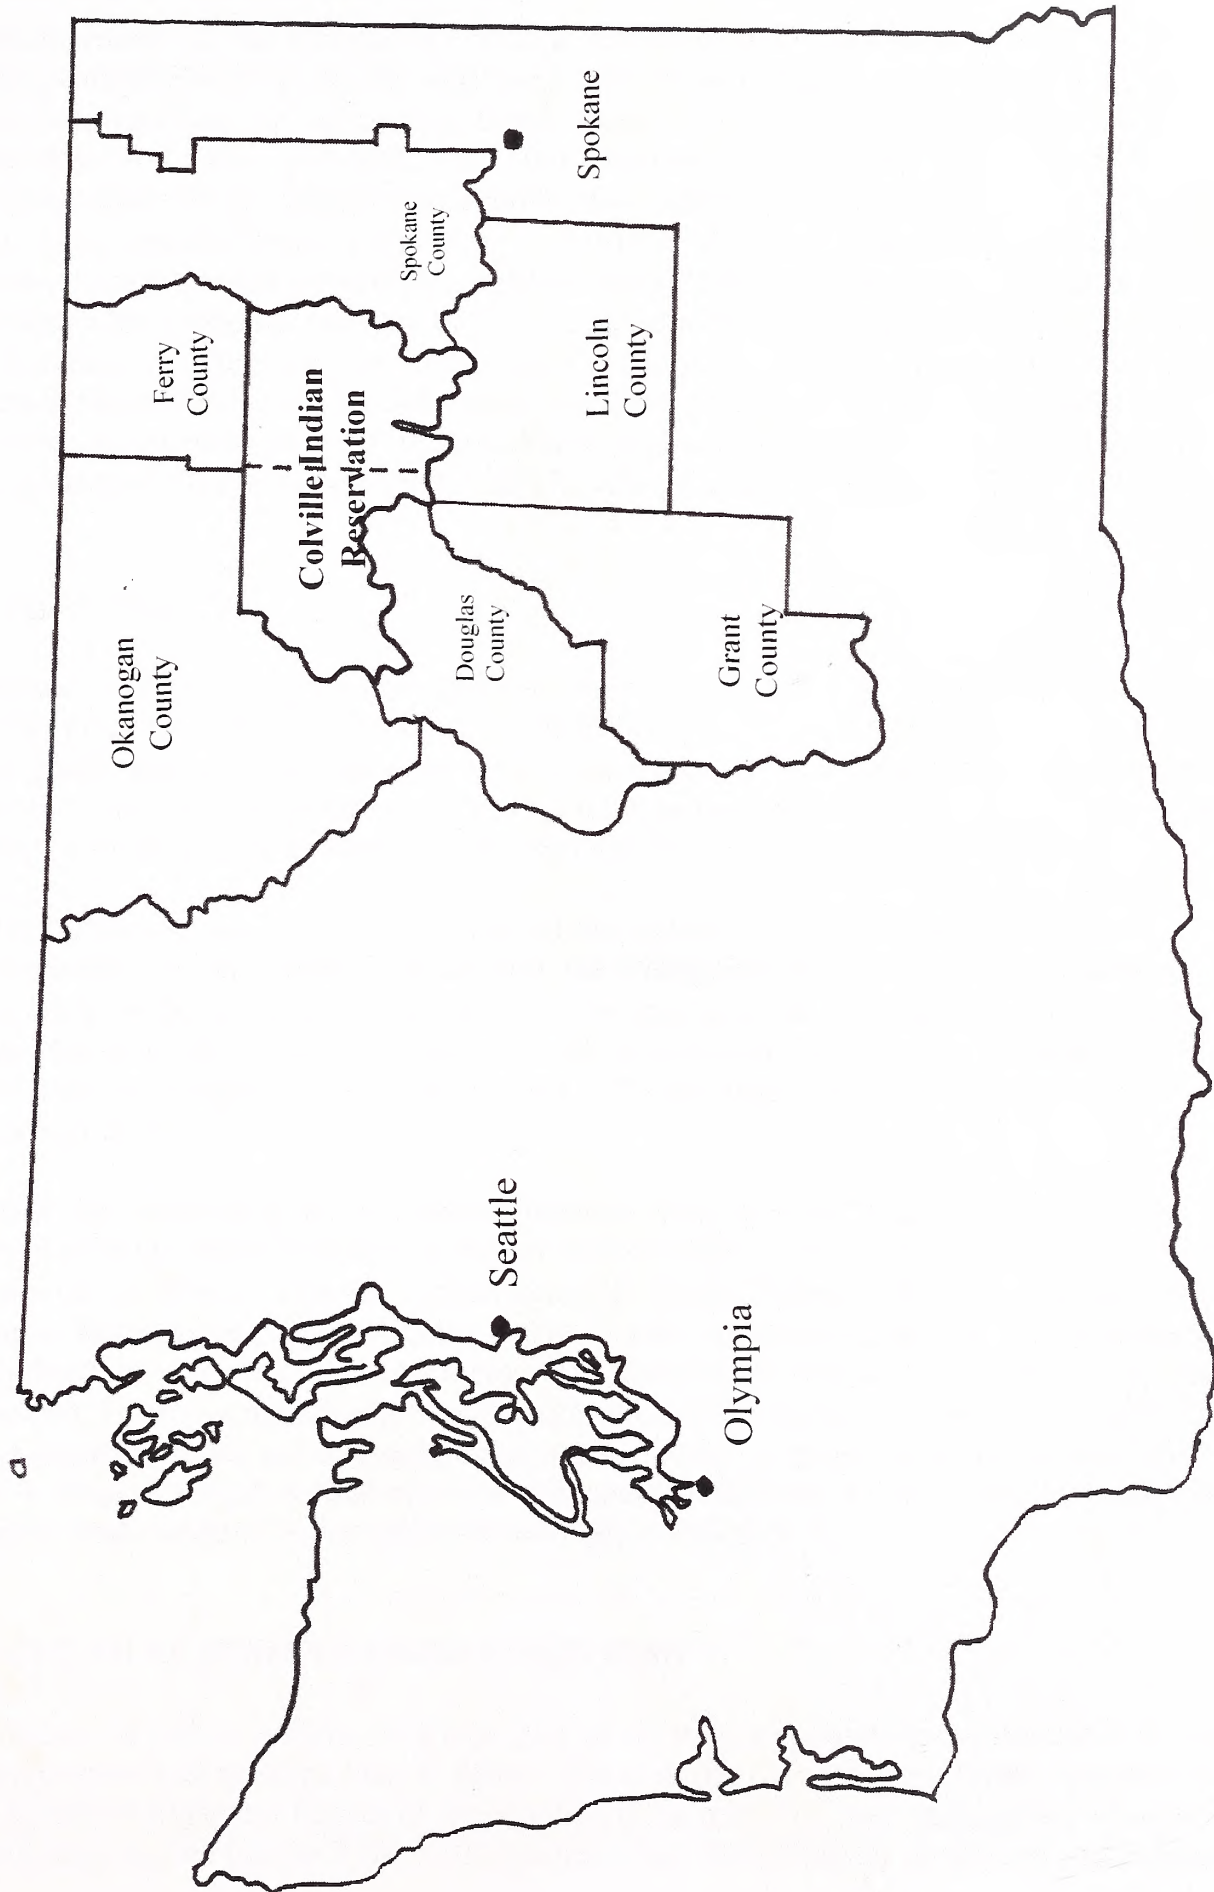 Okanogan
County
Ferry
County
Colville Indian
Reservation
Spokane
County
Spokane
Douglas
County
Lincoln
County
Grant
County
Seattle
Olympia